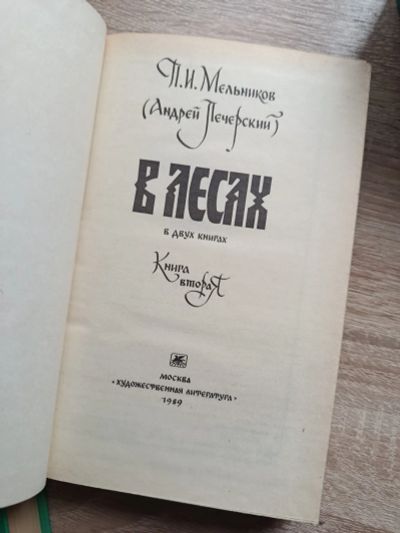 П.И. Мельников
(Андрей Печерский)
В ЛЕСАХ
В ДВУХ КНИГАХ
Книга
вторая
МОСКВА
«ХУДОЖЕСТВЕННАЯ ЛИТЕРАТУРА»
1989